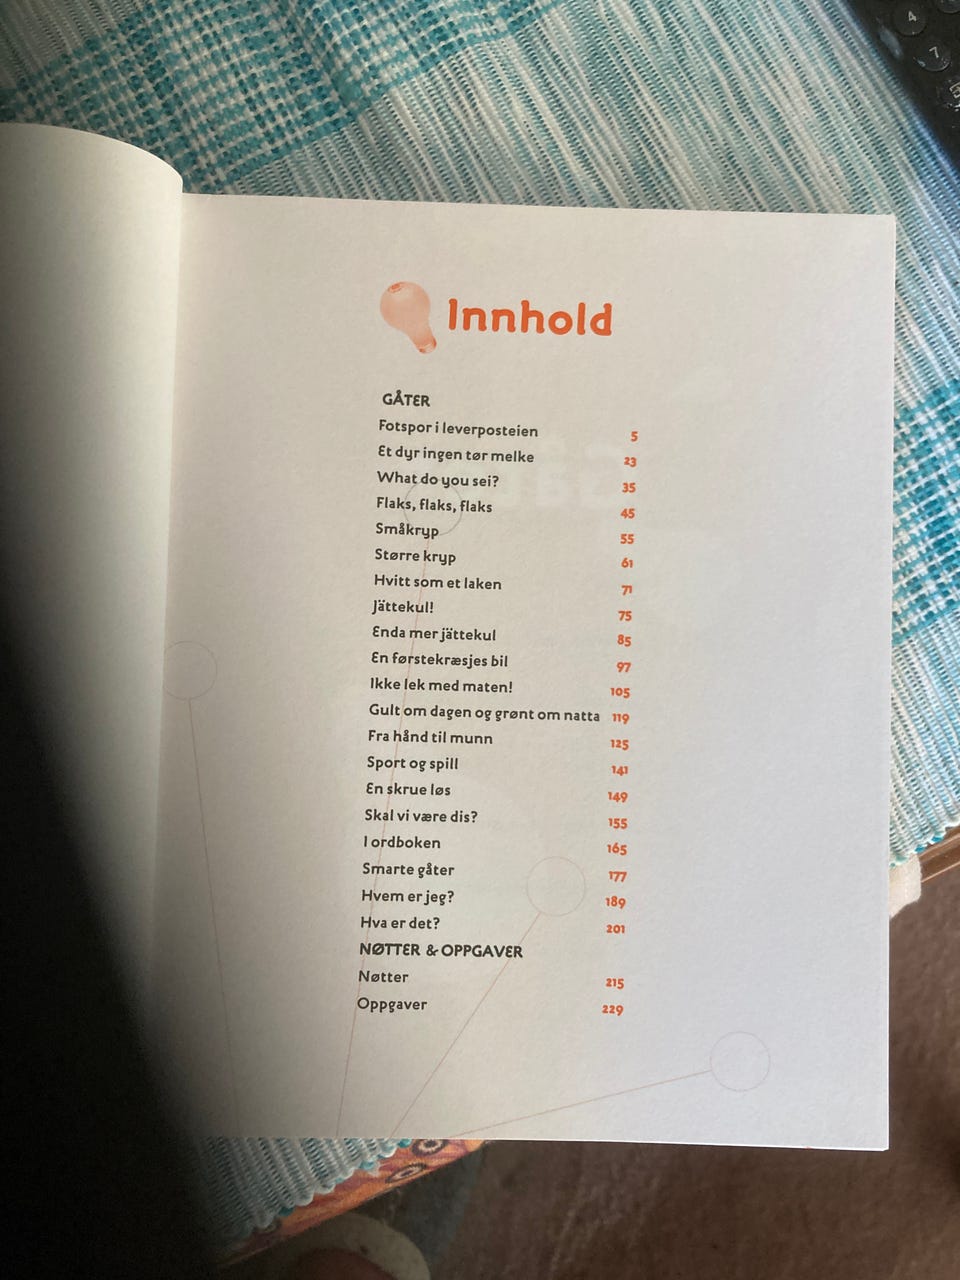 Innhold
GÅTER
Fotspor i leverposteien 5
Et dyr ingen tør melke 23
What do you sei? 35
Flaks, flaks, flaks 45
Småkryp 55
Større kryp 61
Hvitt som et laken 71
Jättekul! 75
Enda mer jättekul 85
En førstekræsjes bil 97
Ikke lek med maten! 105
Gult om dagen og grønt om natta 119
Fra hånd til munn 125
Sport og spill 141
En skrue løs 149
Skal vi være dis? 155
I ordboken 165
Smarte gåter 177
Hvem er jeg? 189
Hva er det? 201
NØTTER & OPPGAVER
Nøtter 215
Oppgaver 229
4
7